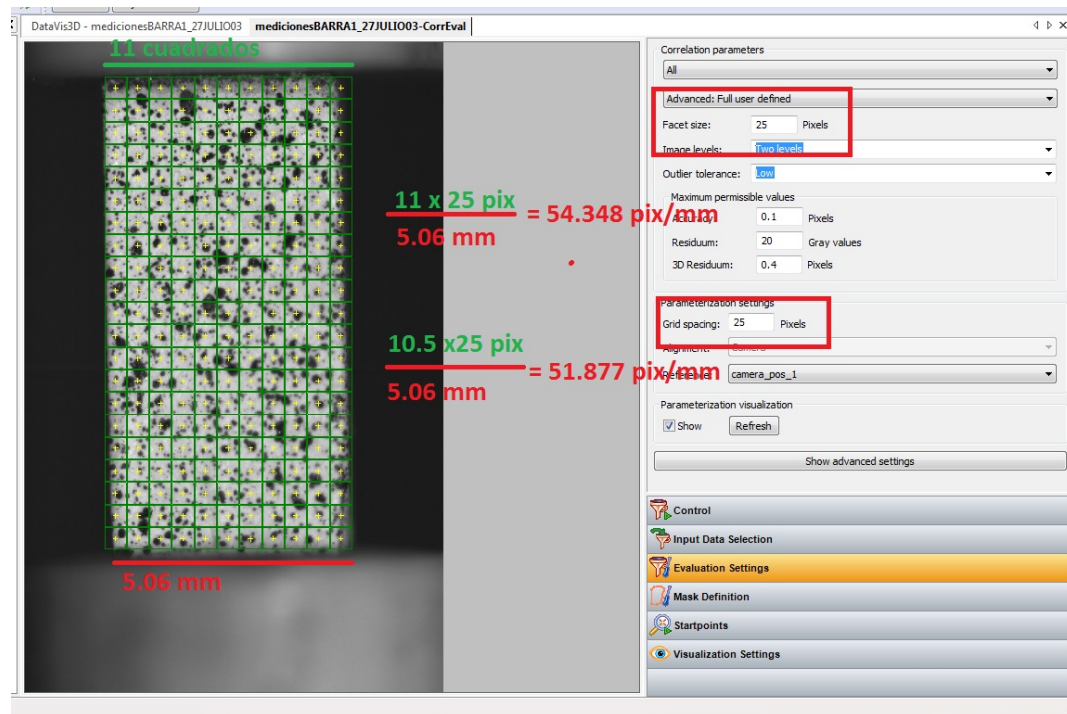 DataVis3D - medicionesBARRA1_27JULIO03
medicionesBARRA1_27JULIO03-CorrEval
11 cuadrados
11 x 25 pix
5.06 mm
= 54.348 pix/mm
10.5 x25 pix
5.06 mm
= 51.877 pix/mm
5.06 mm
Correlation parameters
All
Advanced: Full user defined
Facet size: 25 Pixels
Image levels: Two levels
Outlier tolerance: Low
Maximum permissible values
0.1 Pixels
Residuum: 20 Gray values
3D Residuum: 0.4 Pixels
Parameterization settings
Grid spacing: 25 Pixels
camera_pos_1
Parameterization visualization
Show Refresh
Show advanced settings
Control
Input Data Selection
Evaluation Settings
Mask Definition
Startpoints
Visualization Settings